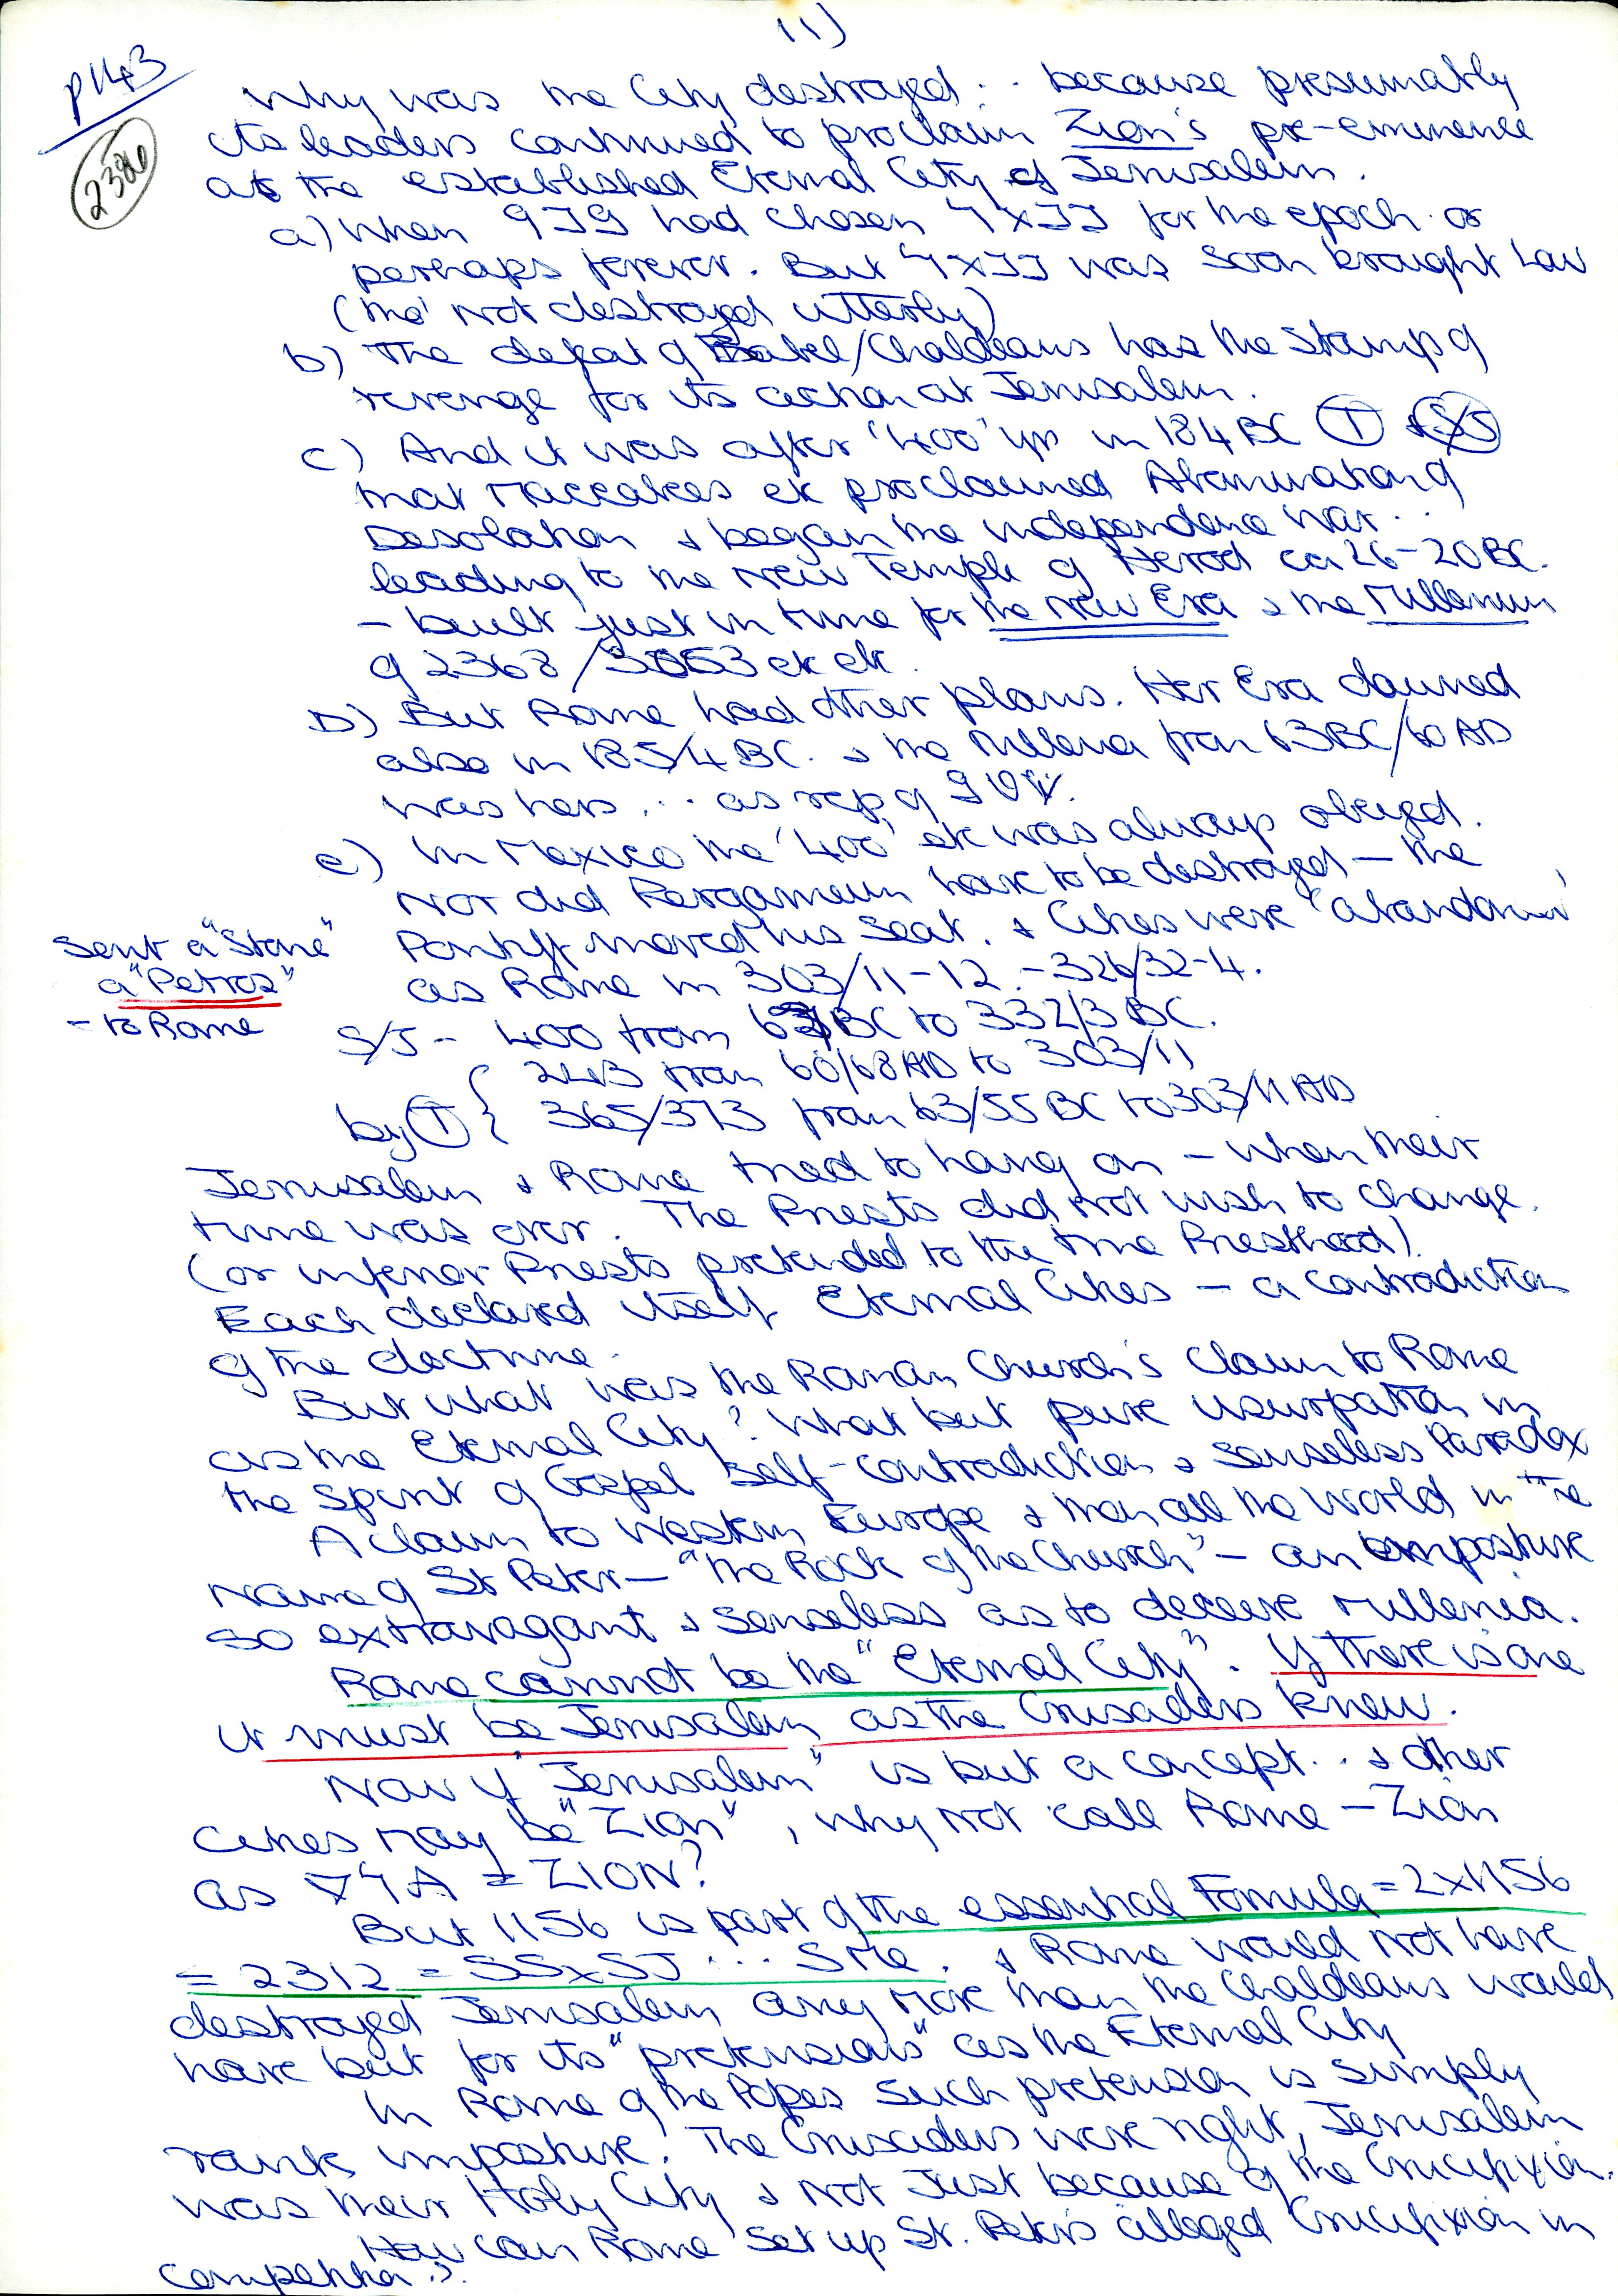 11)
p143
2386
Why was the City destroyed: .. because presumably
its leaders continued to proclaim Zion's pre-eminence
as the established Eternal City of Jerusalem.
a) When 9J9 had chosen 4xJJ for the epoch or
perhaps forever. But 4xJJ was soon brought Low
(tho' not destroyed utterly)
b) The defeat of Babel/Chaldeans has the Stamp of
revenge for its action at Jerusalem.
c) And it was after '400' yrs in 184 BC (T) & (S/J)
that Maccabees etc proclaimed Abomination of
Desolation & began the independence War...
leading to the New Temple of Herod ca 26-20 BC.
- built just in time for the New Era & the Millenium
of 2368/3053 etc etc.
D) But Rome had other plans. Her Era dawned
also in 185/4 BC. & the Millenia from 63BC/60AD
was hers... as rep of
e) In Mexico the '400' etc was always obeyed.
Nor did Pergamum have to be destroyed - the
Pontiff moved his seat. & Cities were 'abandoned'
as Rome in 303/11-12. - 326/32-4.
Sent a "Stone"
a "Petros"
- to Rome
S/J - 400 from BC to 332/3 BC.
by (T) { 243 from 60/68AD to 303/11
365/373 from 63/55BC to 303/11 AD
Jerusalem & Rome tried to hang on - when their
time was over. The Priests did not wish to change.
(or inferior Priests pretended to the true Priesthood).
Each declared itself Eternal Cities - a contradiction
of the doctrine.
But what was the Roman Church's claim to Rome
as the Eternal City? What but pure usurpation in
the spirit of Gospel Self-Contradiction & Senseless Paradox
A claim to Western Europe & then all the World in the
Name of St Peter - "The Rock of the Church" - an imposture
so extravagant & senseless as to deceive Millenia.
Rome cannot be the "Eternal City". If there is one
it must be Jerusalem, as the Crusaders knew.
Now if "Jerusalem" is but a concept... & other
Cities may be "Zion", why not call Rome - Zion
as = ZION?
But 1156 is part of the essential Formula = 2x1156
= 2312 = SSxSJ ... SMe. & Rome would not have
destroyed Jerusalem any more than the Chaldeans would
have but for its "pretensions" as the Eternal City
In Rome of the Popes such pretension is simply
rank imposture. The Crusaders were right, Jerusalem
was their Holy City & not Just because of the Crucifixion.
How can Rome set up St. Peter's alleged Crucifixion in
competition?.